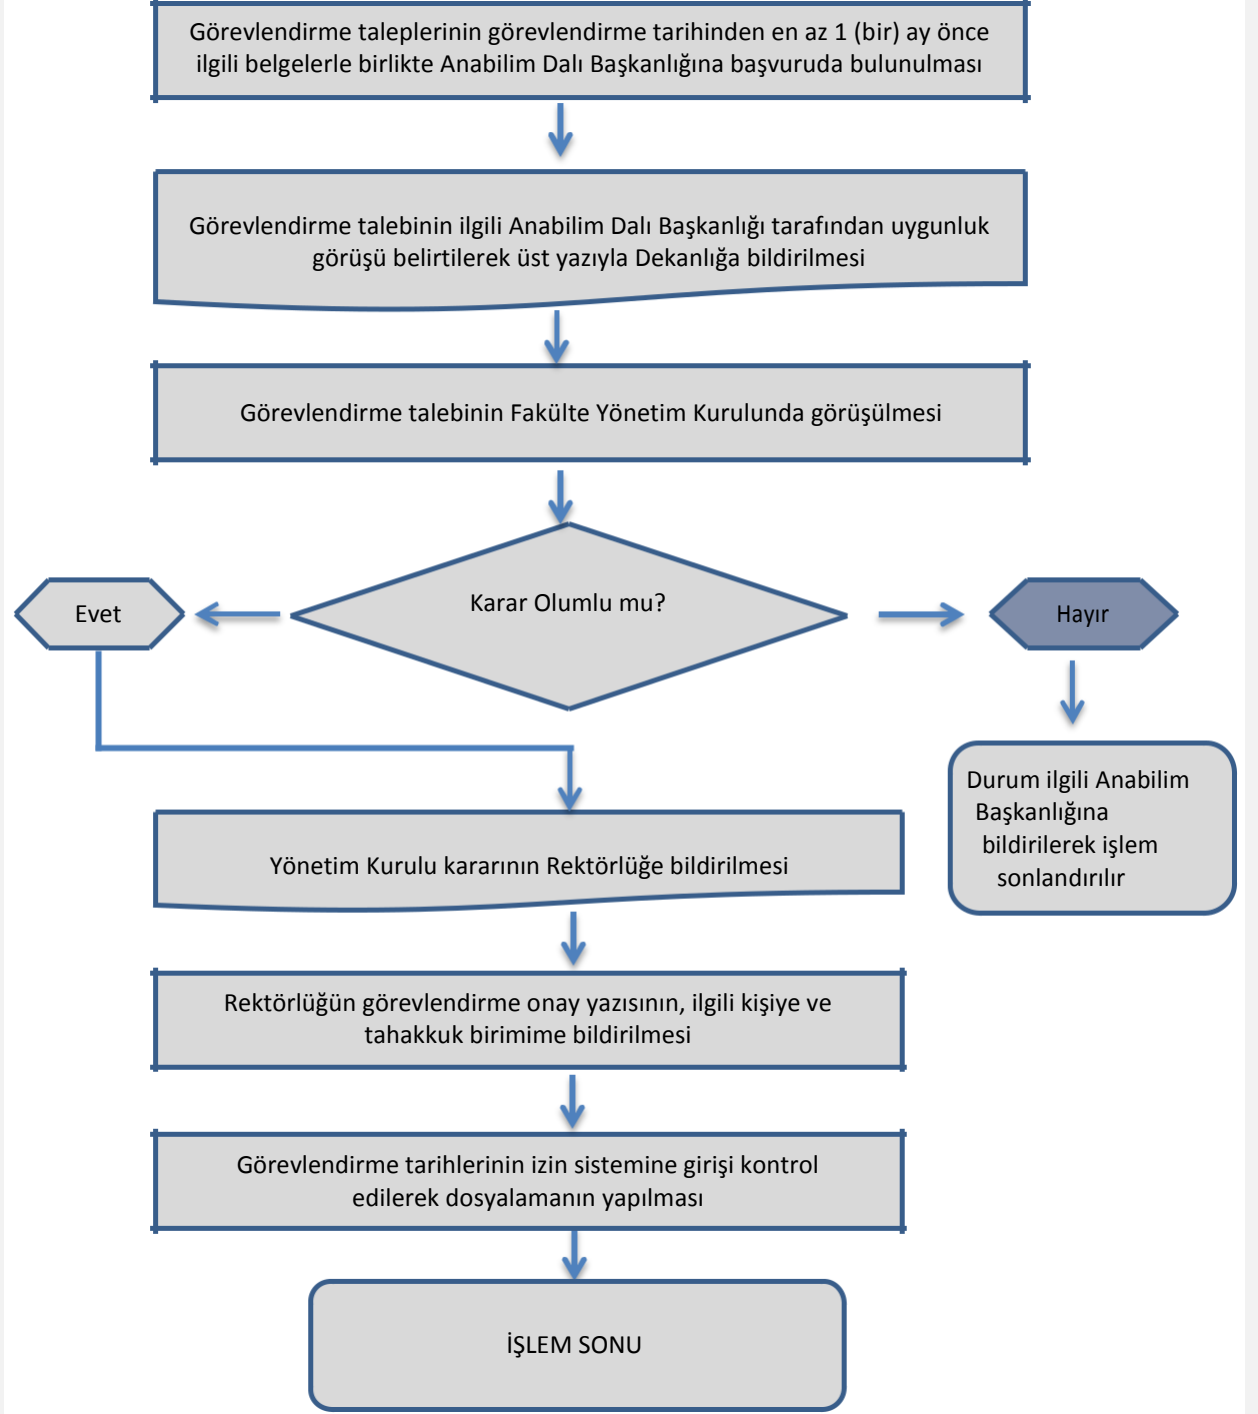 Görevlendirme taleplerinin görevlendirme tarihinden en az 1 (bir) ay önce
ilgili belgelerle birlikte Anabilim Dalı Başkanlığına başvuruda bulunulması
Görevlendirme talebinin ilgili Anabilim Dalı Başkanlığı tarafından uygunluk
görüşü belirtilerek üst yazıyla Dekanlığa bildirilmesi
Görevlendirme talebinin Fakülte Yönetim Kurulunda görüşülmesi
Karar Olumlu mu?
Evet
Hayır
Durum ilgili Anabilim
Başkanlığına
bildirilerek işlem
sonlandırılır
Yönetim Kurulu kararının Rektörlüğe bildirilmesi
Rektörlüğün görevlendirme onay yazısının, ilgili kişiye ve
tahakkuk birimime bildirilmesi
Görevlendirme tarihlerinin izin sistemine girişi kontrol
edilerek dosyalamanın yapılması
İŞLEM SONU